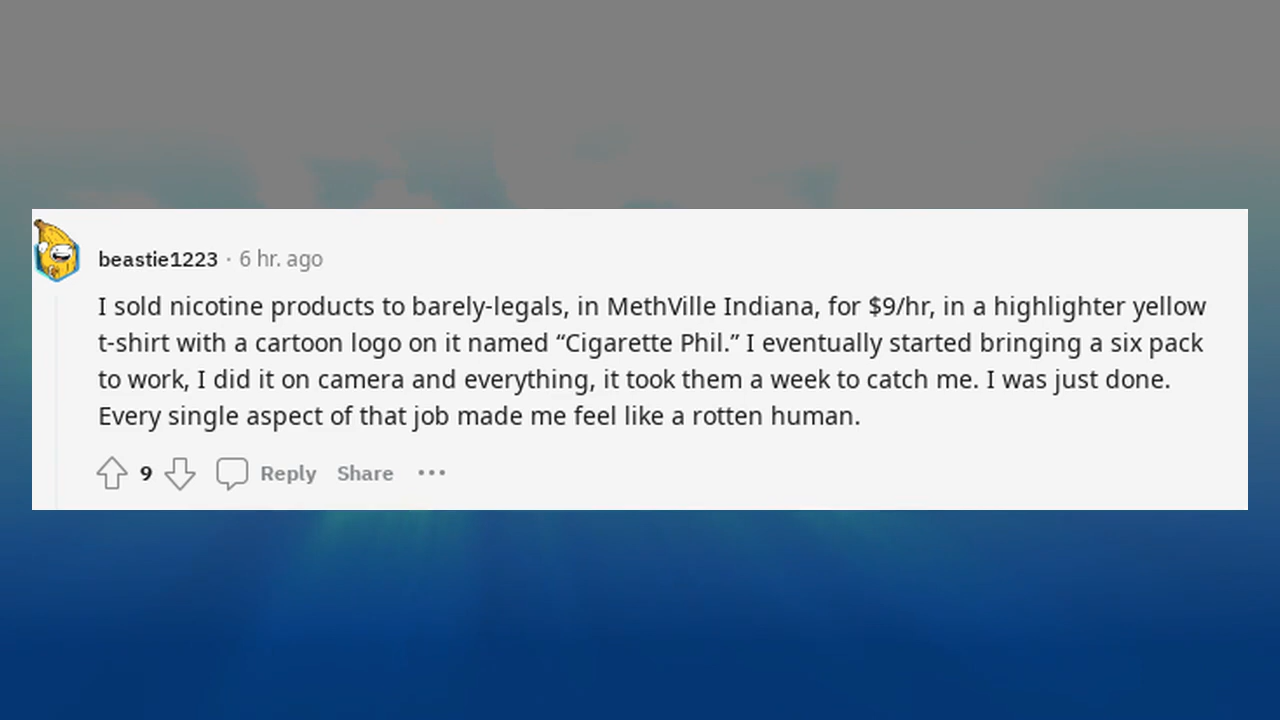 beastie1223 · 6 hr. ago
I sold nicotine products to barely-legals, in MethVille Indiana, for $9/hr, in a highlighter yellow
t-shirt with a cartoon logo on it named “Cigarette Phil.” I eventually started bringing a six pack
to work, I did it on camera and everything, it took them a week to catch me. I was just done.
Every single aspect of that job made me feel like a rotten human.
9 Reply Share •••